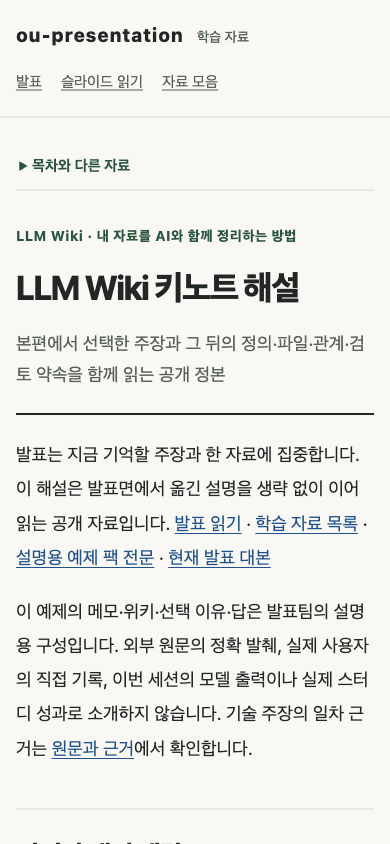 ou-presentation 학습 자료
발표 슬라이드 읽기 자료 모음
▶ 목차와 다른 자료
LLM Wiki · 내 자료를 AI와 함께 정리하는 방법
LLM Wiki 키노트 해설
본편에서 선택한 주장과 그 뒤의 정의·파일·관계·검
토 약속을 함께 읽는 공개 정본
발표는 지금 기억할 주장과 한 자료에 집중합니다.
이 해설은 발표면에서 옮긴 설명을 생략 없이 이어
읽는 공개 자료입니다. 발표 읽기 · 학습 자료 목록 ·
설명용 예제 팩 전문 · 현재 발표 대본
이 예제의 메모·위키·선택 이유·답은 발표팀의 설명
용 구성입니다. 외부 원문의 정확 발췌, 실제 사용자
의 직접 기록, 이번 세션의 모델 출력이나 실제 스터
디 성과로 소개하지 않습니다. 기술 주장의 일차 근
거는 원문과 근거에서 확인합니다.